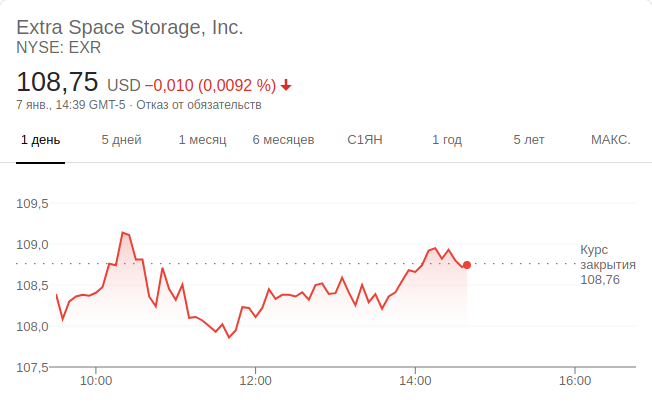 Extra Space Storage, Inc.
NYSE: EXR
108,75 USD −0,010 (0,0092 %)
7 янв., 14:39 GMT-5 · Отказ от обязательств
1 день 5 дней 1 месяц 6 месяцев С1ЯН 1 год 5 лет МАКС.
109,5
109,0
108,5
108,0
107,5
Курс
закрытия
108,76
10:00 12:00 14:00 16:00